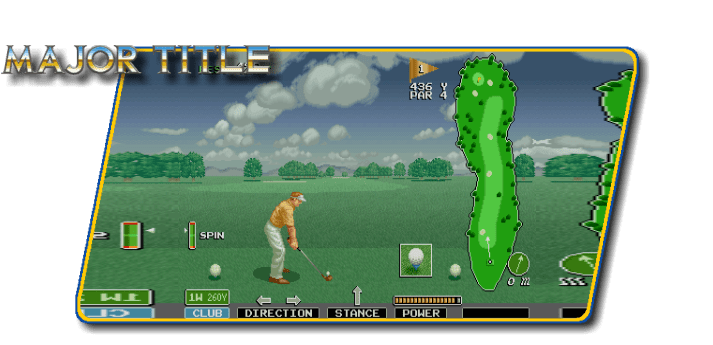 MAJOR TITLE
1
436 Y
PAR 4
SPIN
0 m
1W 260Y
CLUB DIRECTION STANCE POWER